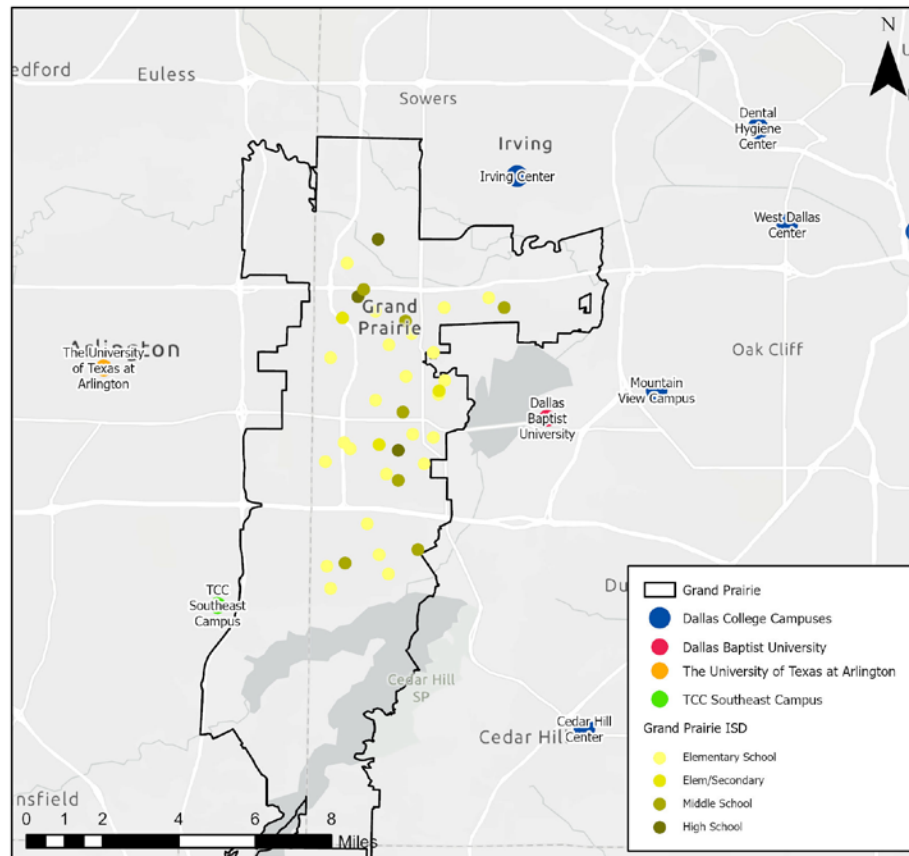 N
edford
Euless
Sowers
Irving
Dental
Hygiene
Center
Irving Center
West Dallas
Center
Grand
Prairie
Arlington
The University
of Texas at
Arlington
Oak Cliff
Mountain
View Campus
Dallas
Baptist
University
TCC
Southeast
Campus
Du
Cedar Hill
SP
Cedar Hill
Cedar Hill
Center
nsfield
0 1 2 4 6 8
Miles
Grand Prairie
Dallas College Campuses
Dallas Baptist University
The University of Texas at Arlington
TCC Southeast Campus
Grand Prairie ISD
Elementary School
Elem/Secondary
Middle School
High School